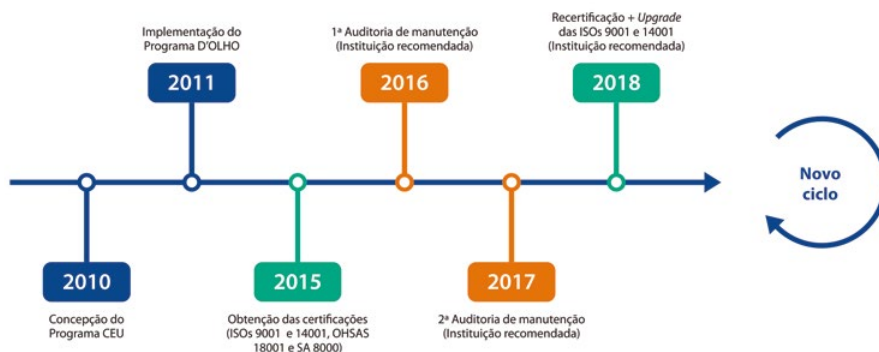 Implementação do
Programa D'OLHO
2011
1ª Auditoria de manutenção
(Instituição recomendada)
2016
Recertificação + Upgrade
das ISOs 9001 e 14001
(Instituição recomendada)
2018
Novo
ciclo
2010
Concepção do
Programa CEU
2015
Obtenção das certificações
(ISOs 9001 e 14001, OHSAS
18001 e SA 8000)
2017
2ª Auditoria de manutenção
(Instituição recomendada)